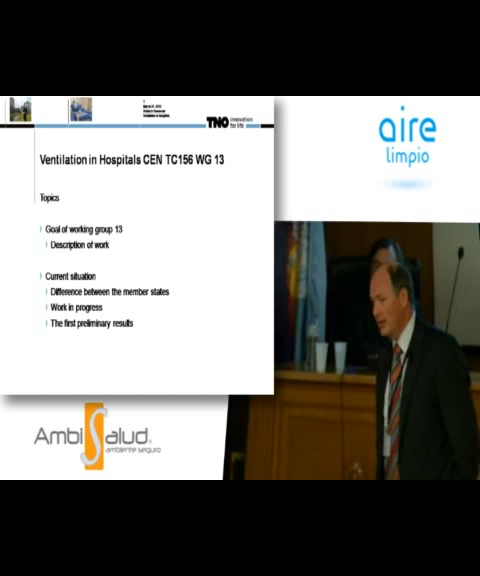 TNO innovation
for life
Ventilation in Hospitals CEN TC156 WG 13
Topics
Goal of working group 13
Description of work
Current situation
Difference between the member states
Work in progress
The first preliminary results
aire
limpio
AmbiSalud.
ambiente seguro